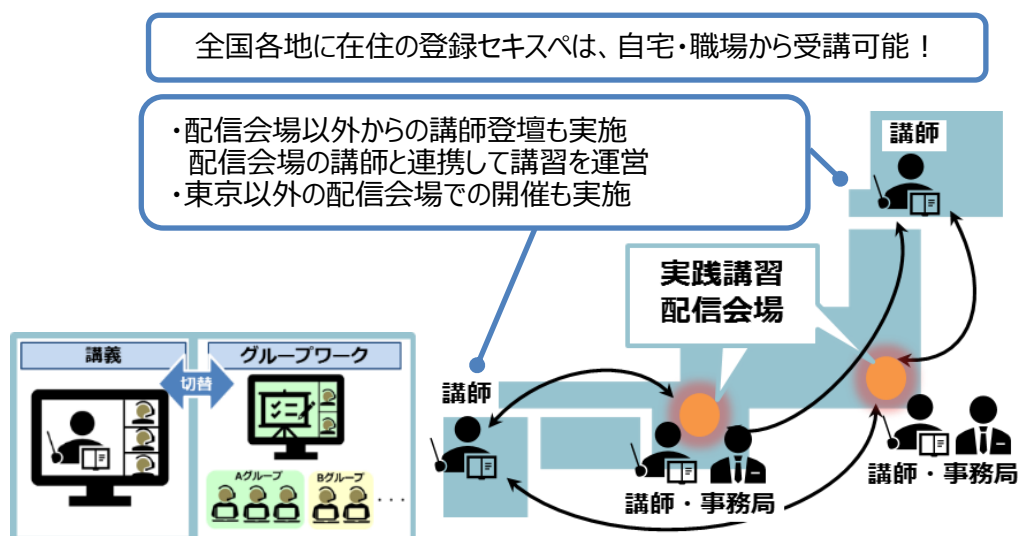 全国各地に在住の登録セキスペは、自宅・職場から受講可能！
・配信会場以外からの講師登壇も実施
配信会場の講師と連携して講習を運営
・東京以外の配信会場での開催も実施
講師
実践講習
配信会場
講義
グループワーク
切替
Aグループ
Bグループ
・・・
講師
講師・事務局
講師・事務局